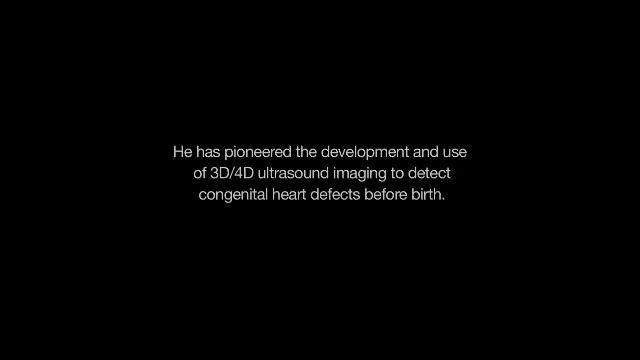 He has pioneered the development and use
of 3D/4D ultrasound imaging to detect
congenital heart defects before birth.